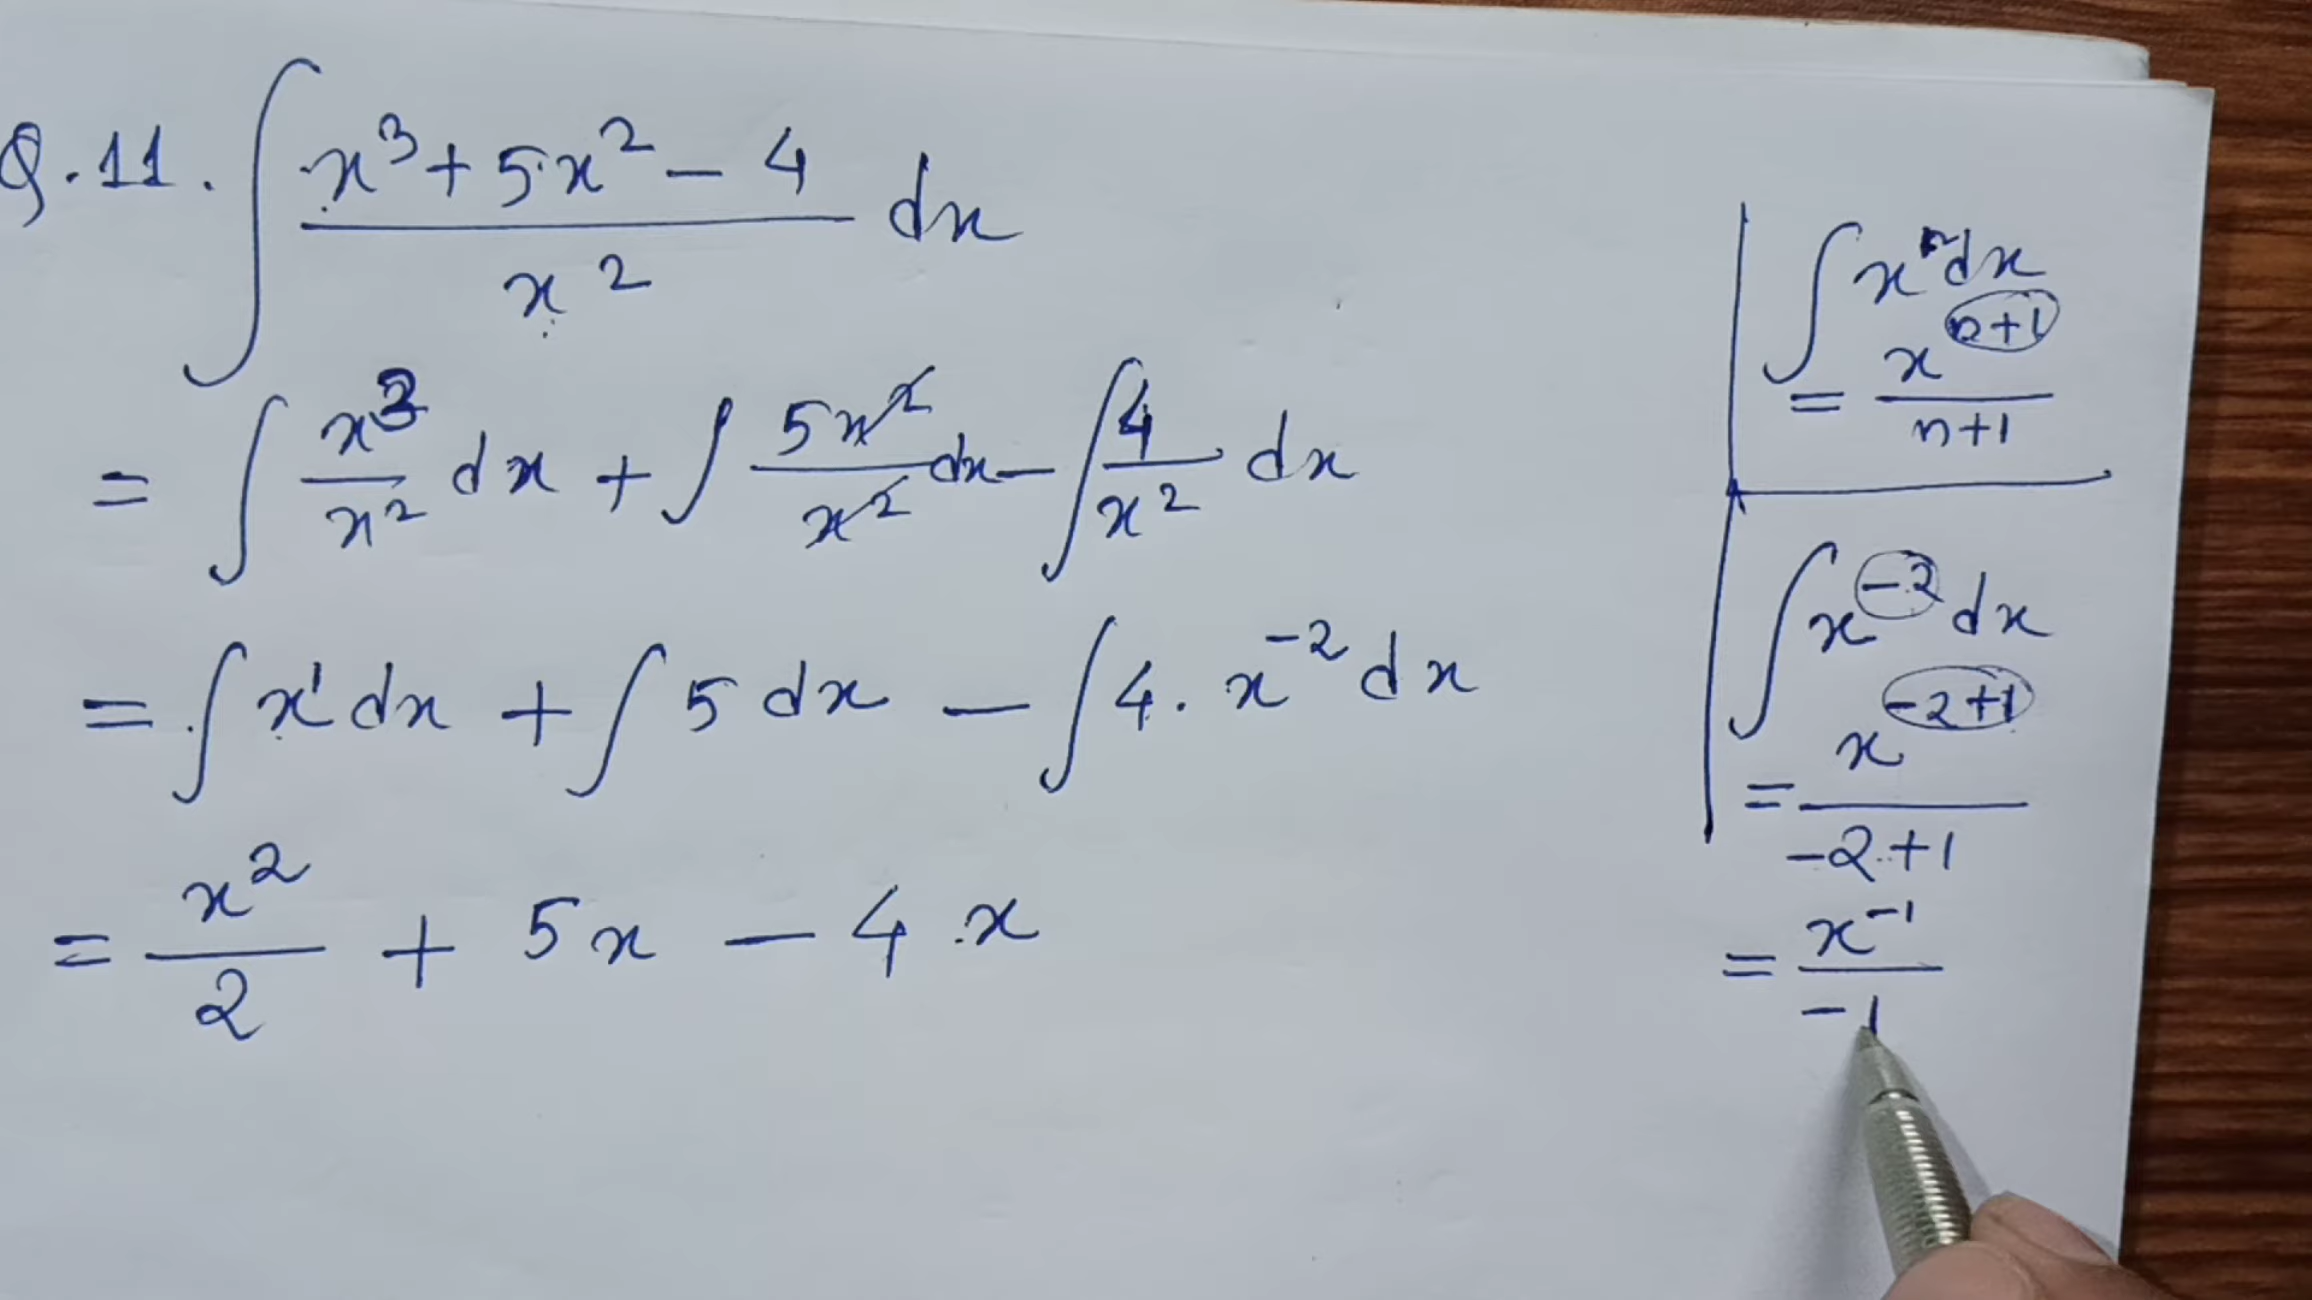 Q.11. ∫ (x³ + 5x² − 4)/x² dx
= ∫ x³/x² dx + ∫ 5x²/x² dx − ∫ 4/x² dx
= ∫ x¹ dx + ∫ 5 dx − ∫ 4 . x⁻² dx
= x²/2 + 5x − 4 . x
∫ xⁿ dx
= xⁿ⁺¹/(n+1)
∫ x⁻² dx
= x⁻²⁺¹/(−2+1)
= x⁻¹/−1